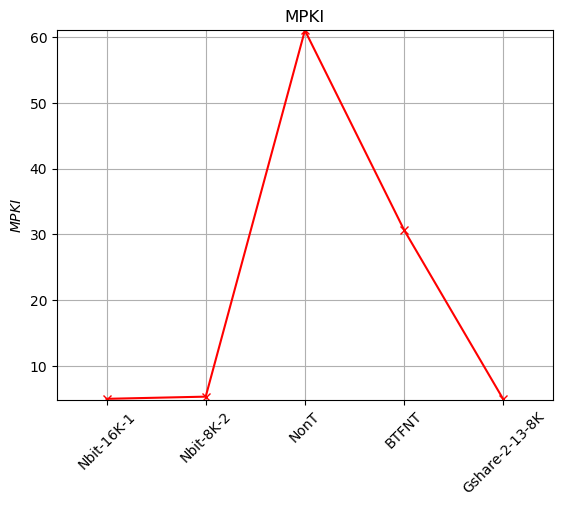 MPKI
60
50
40
30
20
10
MPKI
Nbit-16K-1
Nbit-8K-2
NonT
BTFNT
Gshare-2-13-8K